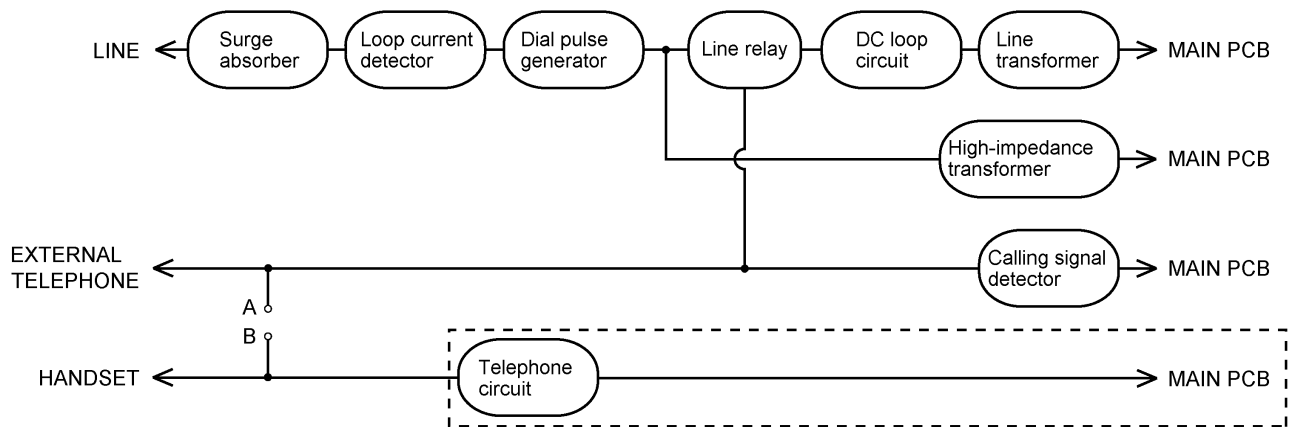 LINE
Surge
absorber
Loop current
detector
Dial pulse
generator
Line relay
DC loop
circuit
Line
transformer
MAIN PCB
High-impedance
transformer
MAIN PCB
EXTERNAL
TELEPHONE
Calling signal
detector
MAIN PCB
A
B
HANDSET
Telephone
circuit
MAIN PCB